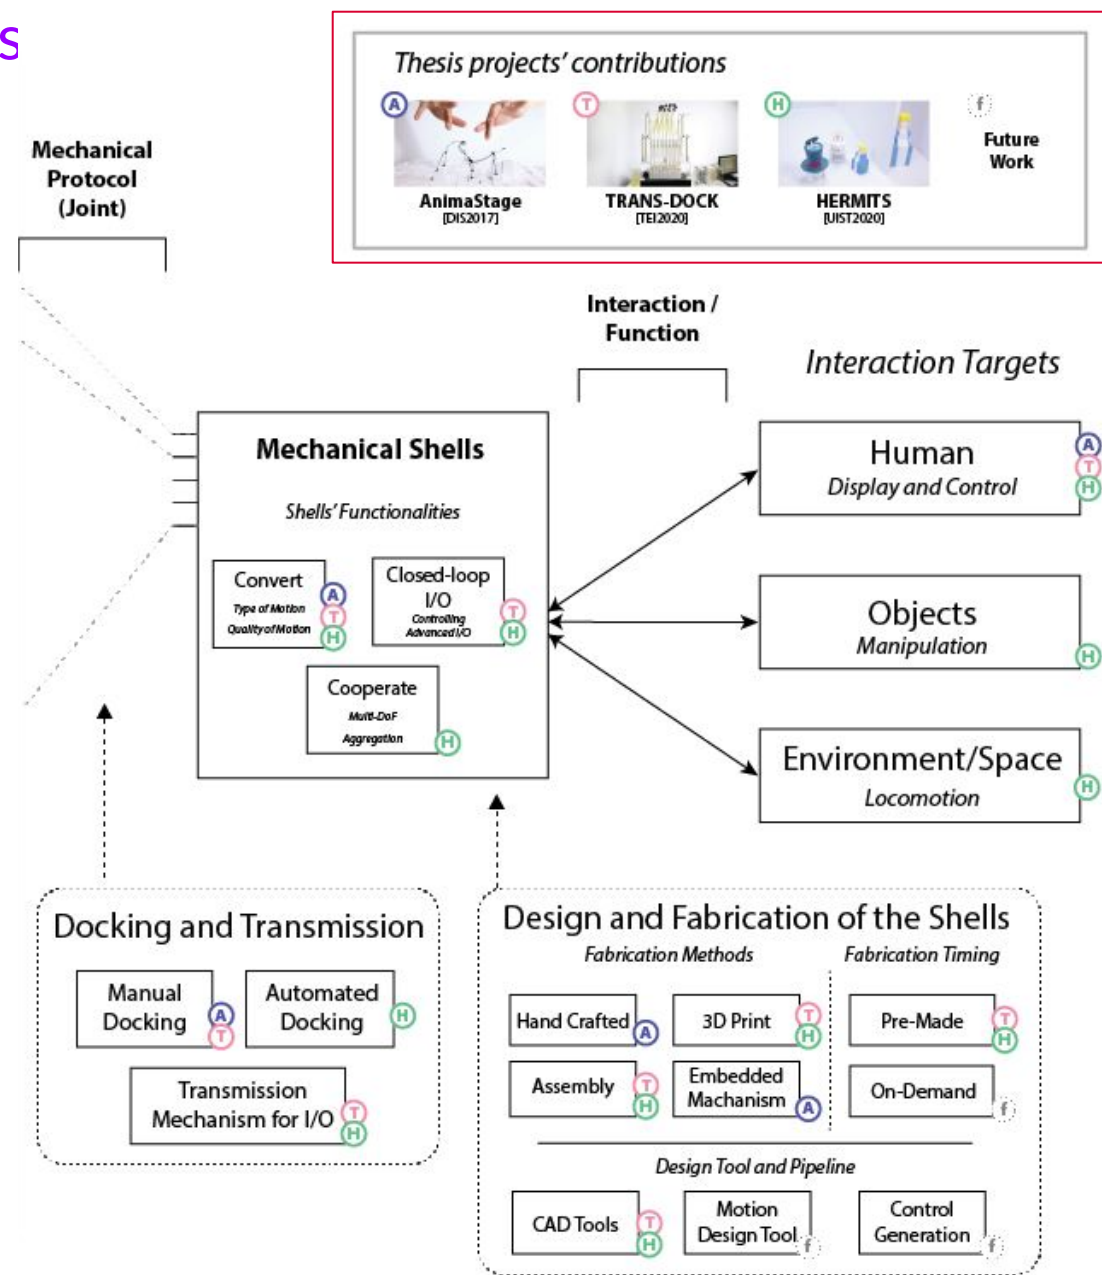 s
Thesis projects' contributions
A
T
H
f
Future
Work
AnimaStage
[DIS2017]
TRANS-DOCK
[TEI2020]
HERMITS
[UIST2020]
Mechanical
Protocol
(Joint)
Interaction /
Function
Interaction Targets
Mechanical Shells
Shells' Functionalities
Convert
Type of Motion
Quality of Motion
A
T
H
Closed-loop
I/O
Controlling
Advanced I/O
T
H
Cooperate
Multi-DoF
Aggregation
H
Human
Display and Control
A
T
H
Objects
Manipulation
H
Environment/Space
Locomotion
H
Docking and Transmission
Manual
Docking
A
T
Automated
Docking
H
Transmission
Mechanism for I/O
T
H
Design and Fabrication of the Shells
Fabrication Methods
Fabrication Timing
Hand Crafted
A
3D Print
T
H
Pre-Made
T
H
Assembly
T
H
Embedded
Machanism
A
On-Demand
f
Design Tool and Pipeline
CAD Tools
T
H
Motion
Design Tool
f
Control
Generation
f